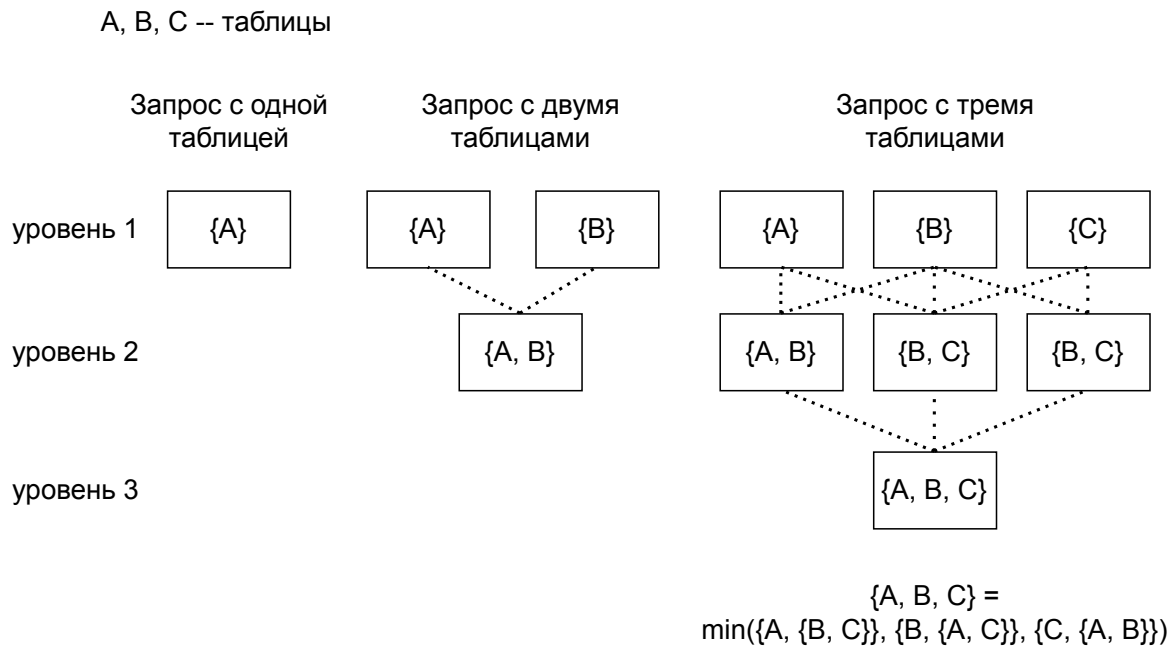 A, B, C -- таблицы
Запрос с одной
таблицей
Запрос с двумя
таблицами
Запрос с тремя
таблицами
уровень 1
{A}
{A}
{B}
{A}
{B}
{C}
уровень 2
{A, B}
{A, B}
{B, C}
{B, C}
уровень 3
{A, B, C}
{A, B, C} =
min({A, {B, C}}, {B, {A, C}}, {C, {A, B}})